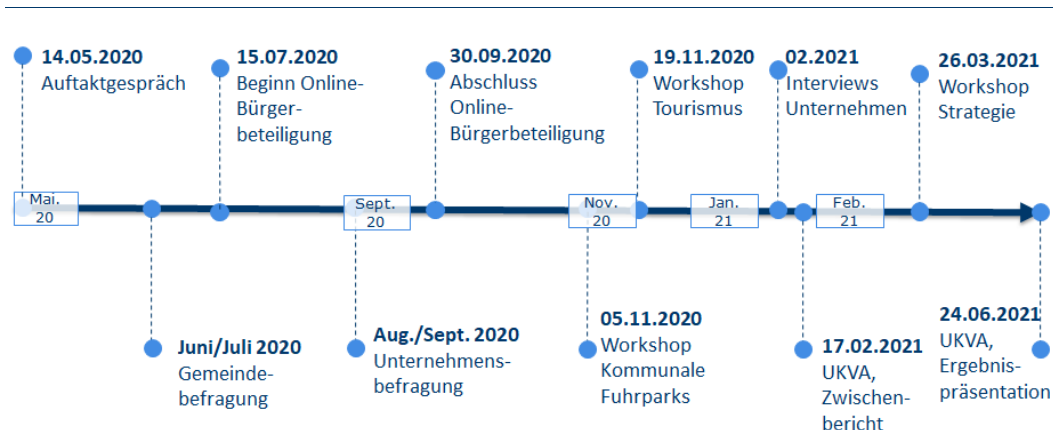 14.05.2020
Auftaktgespräch
15.07.2020
Beginn Online-
Bürger-
beteiligung
30.09.2020
Abschluss
Online-
Bürgerbeteiligung
19.11.2020
Workshop
Tourismus
02.2021
Interviews
Unternehmen
26.03.2021
Workshop
Strategie
Mai.
20
Sept.
20
Nov.
20
Jan.
21
Feb.
21
Juni/Juli 2020
Gemeinde-
befragung
Aug./Sept. 2020
Unternehmens-
befragung
05.11.2020
Workshop
Kommunale
Fuhrparks
17.02.2021
UKVA,
Zwischen-
bericht
24.06.2021
UKVA,
Ergebnis-
präsentation